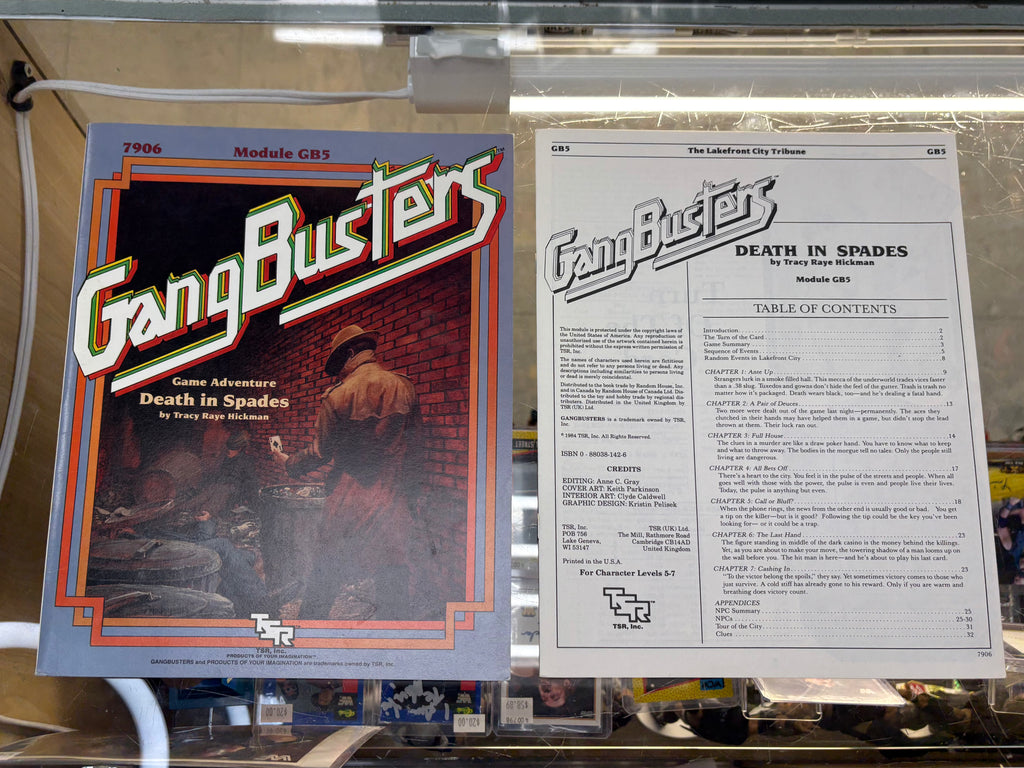 7906
Module GB5
GangBusters™
Game Adventure
Death in Spades
by Tracy Raye Hickman
TSR
TSR, Inc.
PRODUCTS OF YOUR IMAGINATION™
GANGBUSTERS and PRODUCTS OF YOUR IMAGINATION are trademarks owned by TSR, Inc.
GB5
The Lakefront City Tribune
GB5
GangBusters™
DEATH IN SPADES
by Tracy Raye Hickman
Module GB5
This module is protected under the copyright laws of
the United States of America. Any reproduction or
unauthorized use of the artwork contained herein is
prohibited without the express written permission of
TSR, Inc.
The names of characters used herein are fictitious
and do not refer to any persons living or dead. Any
descriptions including similarities to persons living
or dead is merely coincidental.
Distributed to the book trade by Random House, Inc.
and in Canada by Random House of Canada Ltd. Dis-
tributed to the toy and hobby trade by regional dis-
tributors. Distributed in the United Kingdom by
TSR (UK) Ltd.
GANGBUSTERS is a trademark owned by TSR,
Inc.
© 1984 TSR, Inc. All Rights Reserved.
ISBN 0 - 88038-142-6
CREDITS
EDITING: Anne C. Gray
COVER ART: Keith Parkinson
INTERIOR ART: Clyde Caldwell
GRAPHIC DESIGN: Kristin Pelisek
TSR, Inc.
POB 756
Lake Geneva,
WI 53147
TSR (UK) Ltd.
The Mill, Rathmore Road
Cambridge CB14AD
United Kingdom
Printed in the U.S.A.
For Character Levels 5-7
TSR
TSR, Inc.
TABLE OF CONTENTS
Introduction 2
The Turn of the Card 2
Game Summary 3
Sequence of Events 5
Random Events in Lakefront City 8
CHAPTER 1: Ante Up 9
Strangers lurk in a smoke filled hall. This mecca of the underworld trades vices faster
than a .38 slug. Tuxedos and gowns don't hide the feel of the gutter. Trash is trash no
matter how it's packaged. Death wears black, too—and he's dealing a fatal hand.
CHAPTER 2: A Pair of Deuces 13
Two more were dealt out of the game last night—permanently. The aces they
clutched in their hands may have helped them in a game, but didn't stop the lead
thrown at them. Their luck ran out.
CHAPTER 3: Full House 14
The clues in a murder are like a draw poker hand. You have to know what to keep
and what to throw away. The bodies in the morgue tell no tales. Only the people still
living are dangerous.
CHAPTER 4: All Bets Off 17
There's a heart to the city. You feel it in the pulse of the streets and people. When all
goes well with those with the power, the pulse is even and people live their lives.
Today, the pulse is anything but even.
CHAPTER 5: Call or Bluff? 18
When the phone rings, the news from the other end is usually good or bad. You get
a tip on the killer—but is it good? Following the tip could be the key you've been
looking for— or it could be a trap.
CHAPTER 6: The Last Hand 23
The figure standing in middle of the dark casino is the money behind the killings.
Yet, as you are about to make your move, the towering shadow of a man looms up on
the wall before you. The hit man is here—and he's about to play his last card.
CHAPTER 7: Cashing In 23
"To the victor belong the spoils," they say. Yet sometimes victory comes to those who
just survive. A cold stiff has already gone to his reward. Only if you are warm and
breathing does victory count.
APPENDICES
NPC Summary 25
NPCs 25-30
Tour of the City 31
Clues 32
7906
$20.00
$20.00